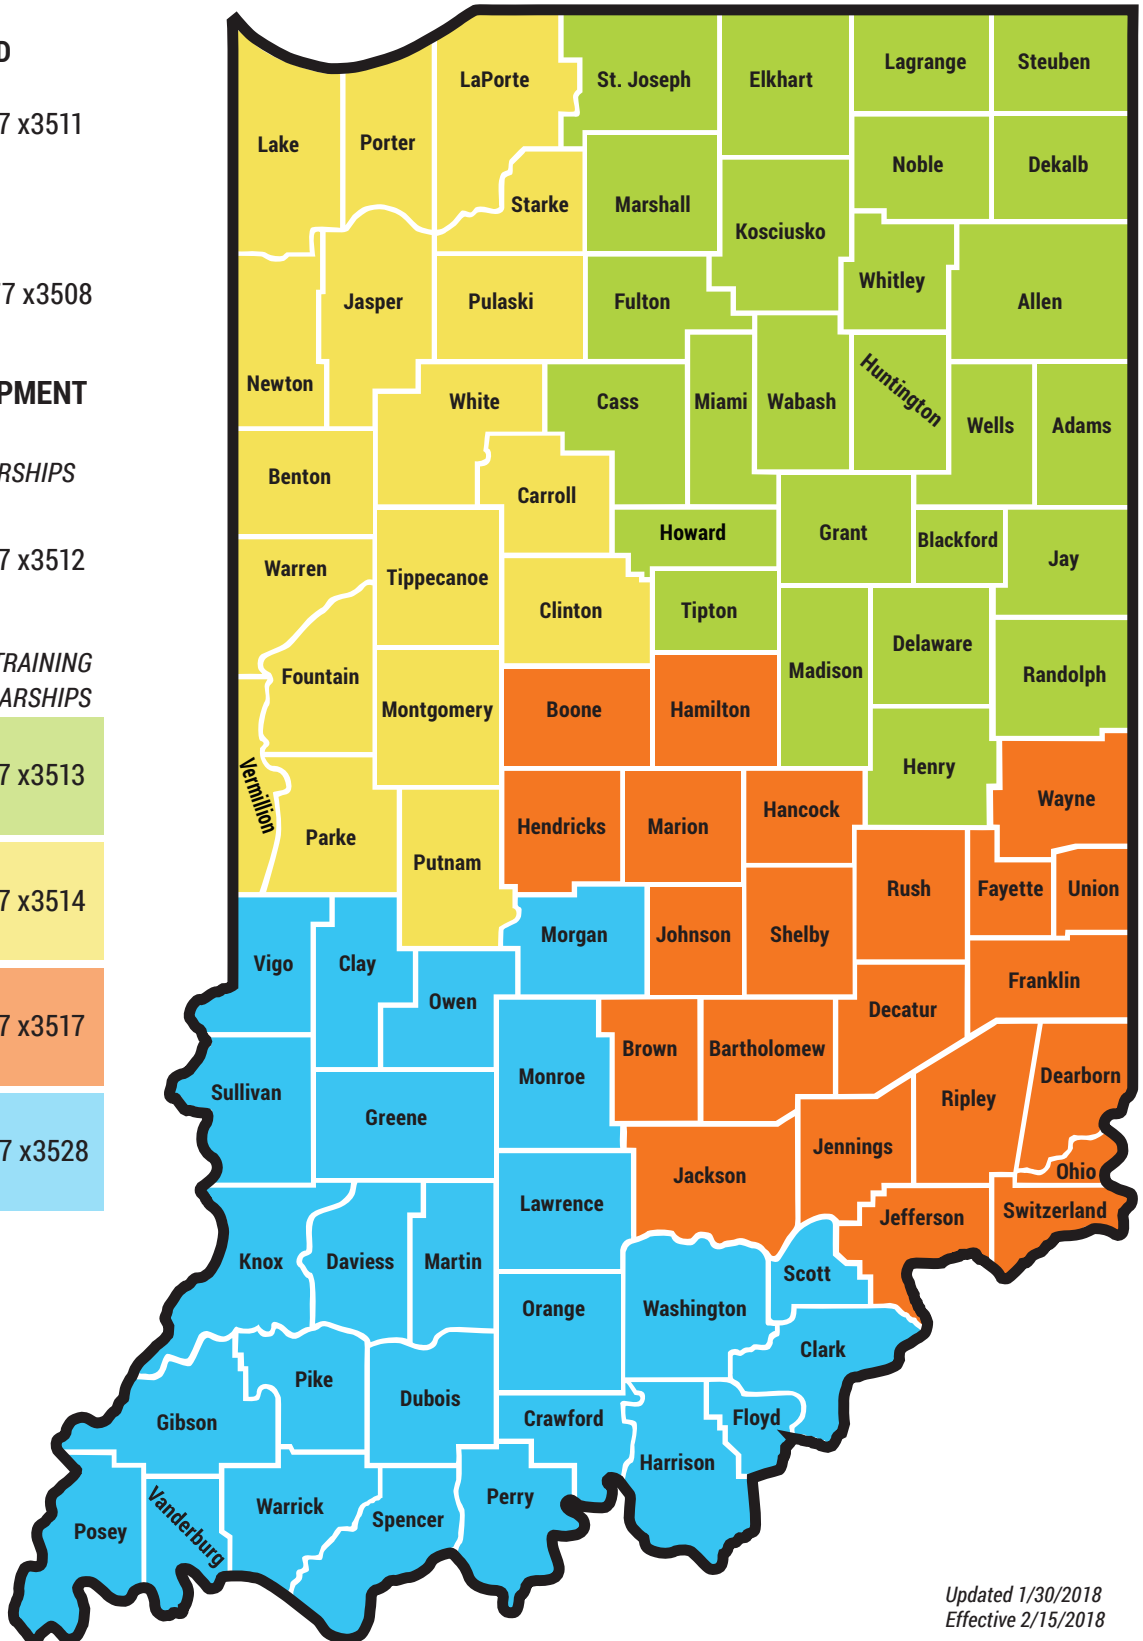 D
7 x3511
7 x3508
PMENT
RSHIPS
7 x3512
TRAINING
ARSHIPS
7 x3513
7 x3514
7 x3517
7 x3528
LaPorte
St. Joseph
Elkhart
Lagrange
Steuben
Lake
Porter
Starke
Marshall
Noble
Dekalb
Kosciusko
Whitley
Allen
Jasper
Pulaski
Fulton
Newton
White
Cass
Miami
Wabash
Huntington
Wells
Adams
Benton
Carroll
Howard
Grant
Blackford
Jay
Warren
Tippecanoe
Clinton
Tipton
Madison
Delaware
Randolph
Fountain
Montgomery
Boone
Hamilton
Henry
Wayne
Vermillion
Parke
Putnam
Hendricks
Marion
Hancock
Rush
Fayette
Union
Vigo
Clay
Owen
Morgan
Johnson
Shelby
Decatur
Franklin
Sullivan
Greene
Monroe
Brown
Bartholomew
Ripley
Dearborn
Jennings
Jackson
Ohio
Lawrence
Jefferson
Switzerland
Knox
Daviess
Martin
Orange
Washington
Scott
Clark
Gibson
Pike
Dubois
Crawford
Floyd
Harrison
Posey
Vanderburg
Warrick
Spencer
Perry
Updated 1/30/2018
Effective 2/15/2018